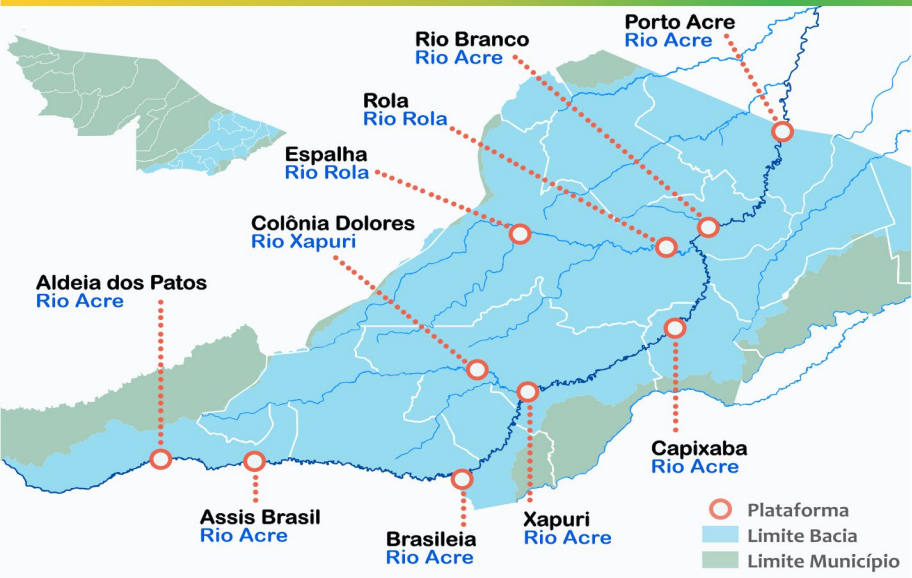 Porto Acre
Rio Acre
Rio Branco
Rio Acre
Rola
Rio Rola
Espalha
Rio Rola
Colônia Dolores
Rio Xapuri
Aldeia dos Patos
Rio Acre
Capixaba
Rio Acre
Assis Brasil
Rio Acre
Brasileia
Rio Acre
Xapuri
Rio Acre
Plataforma
Limite Bacia
Limite Município